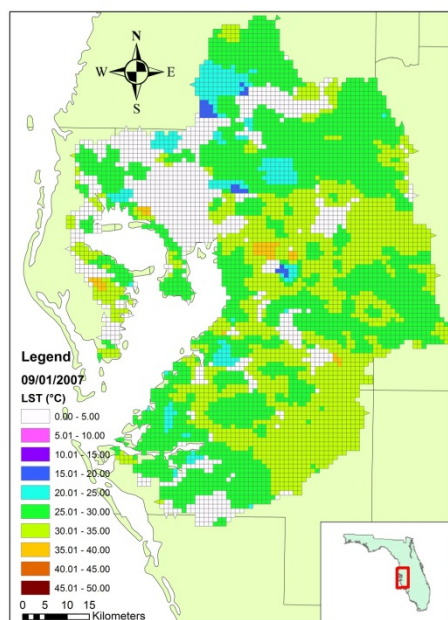 N
W E
S
Legend
09/01/2007
LST (°C)
0.00 - 5.00
5.01 - 10.00
10.01 - 15.00
15.01 - 20.00
20.01 - 25.00
25.01 - 30.00
30.01 - 35.00
35.01 - 40.00
40.01 - 45.00
45.01 - 50.00
0 5 10 15
Kilometers